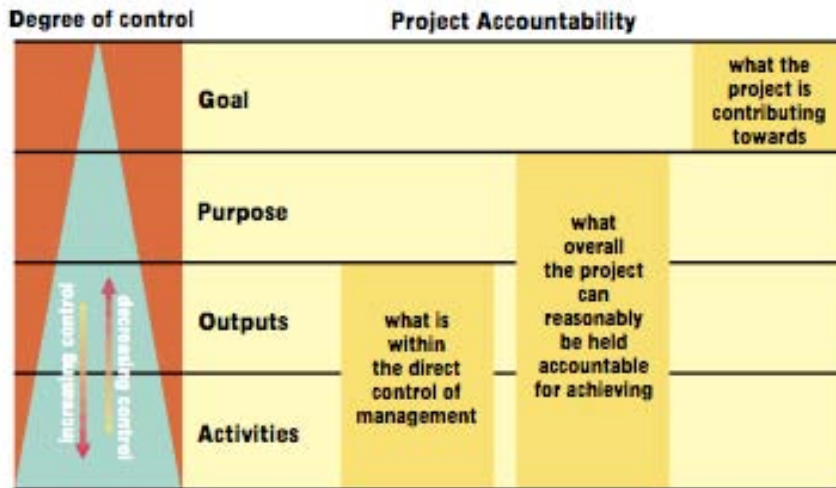 Degree of control
Project Accountability
Goal
what the
project is
contributing
towards
Purpose
what
overall
the project
can
reasonably
be held
accountable
for achieving
increasing control
decreasing control
Outputs
what is
within
the direct
control of
management
Activities